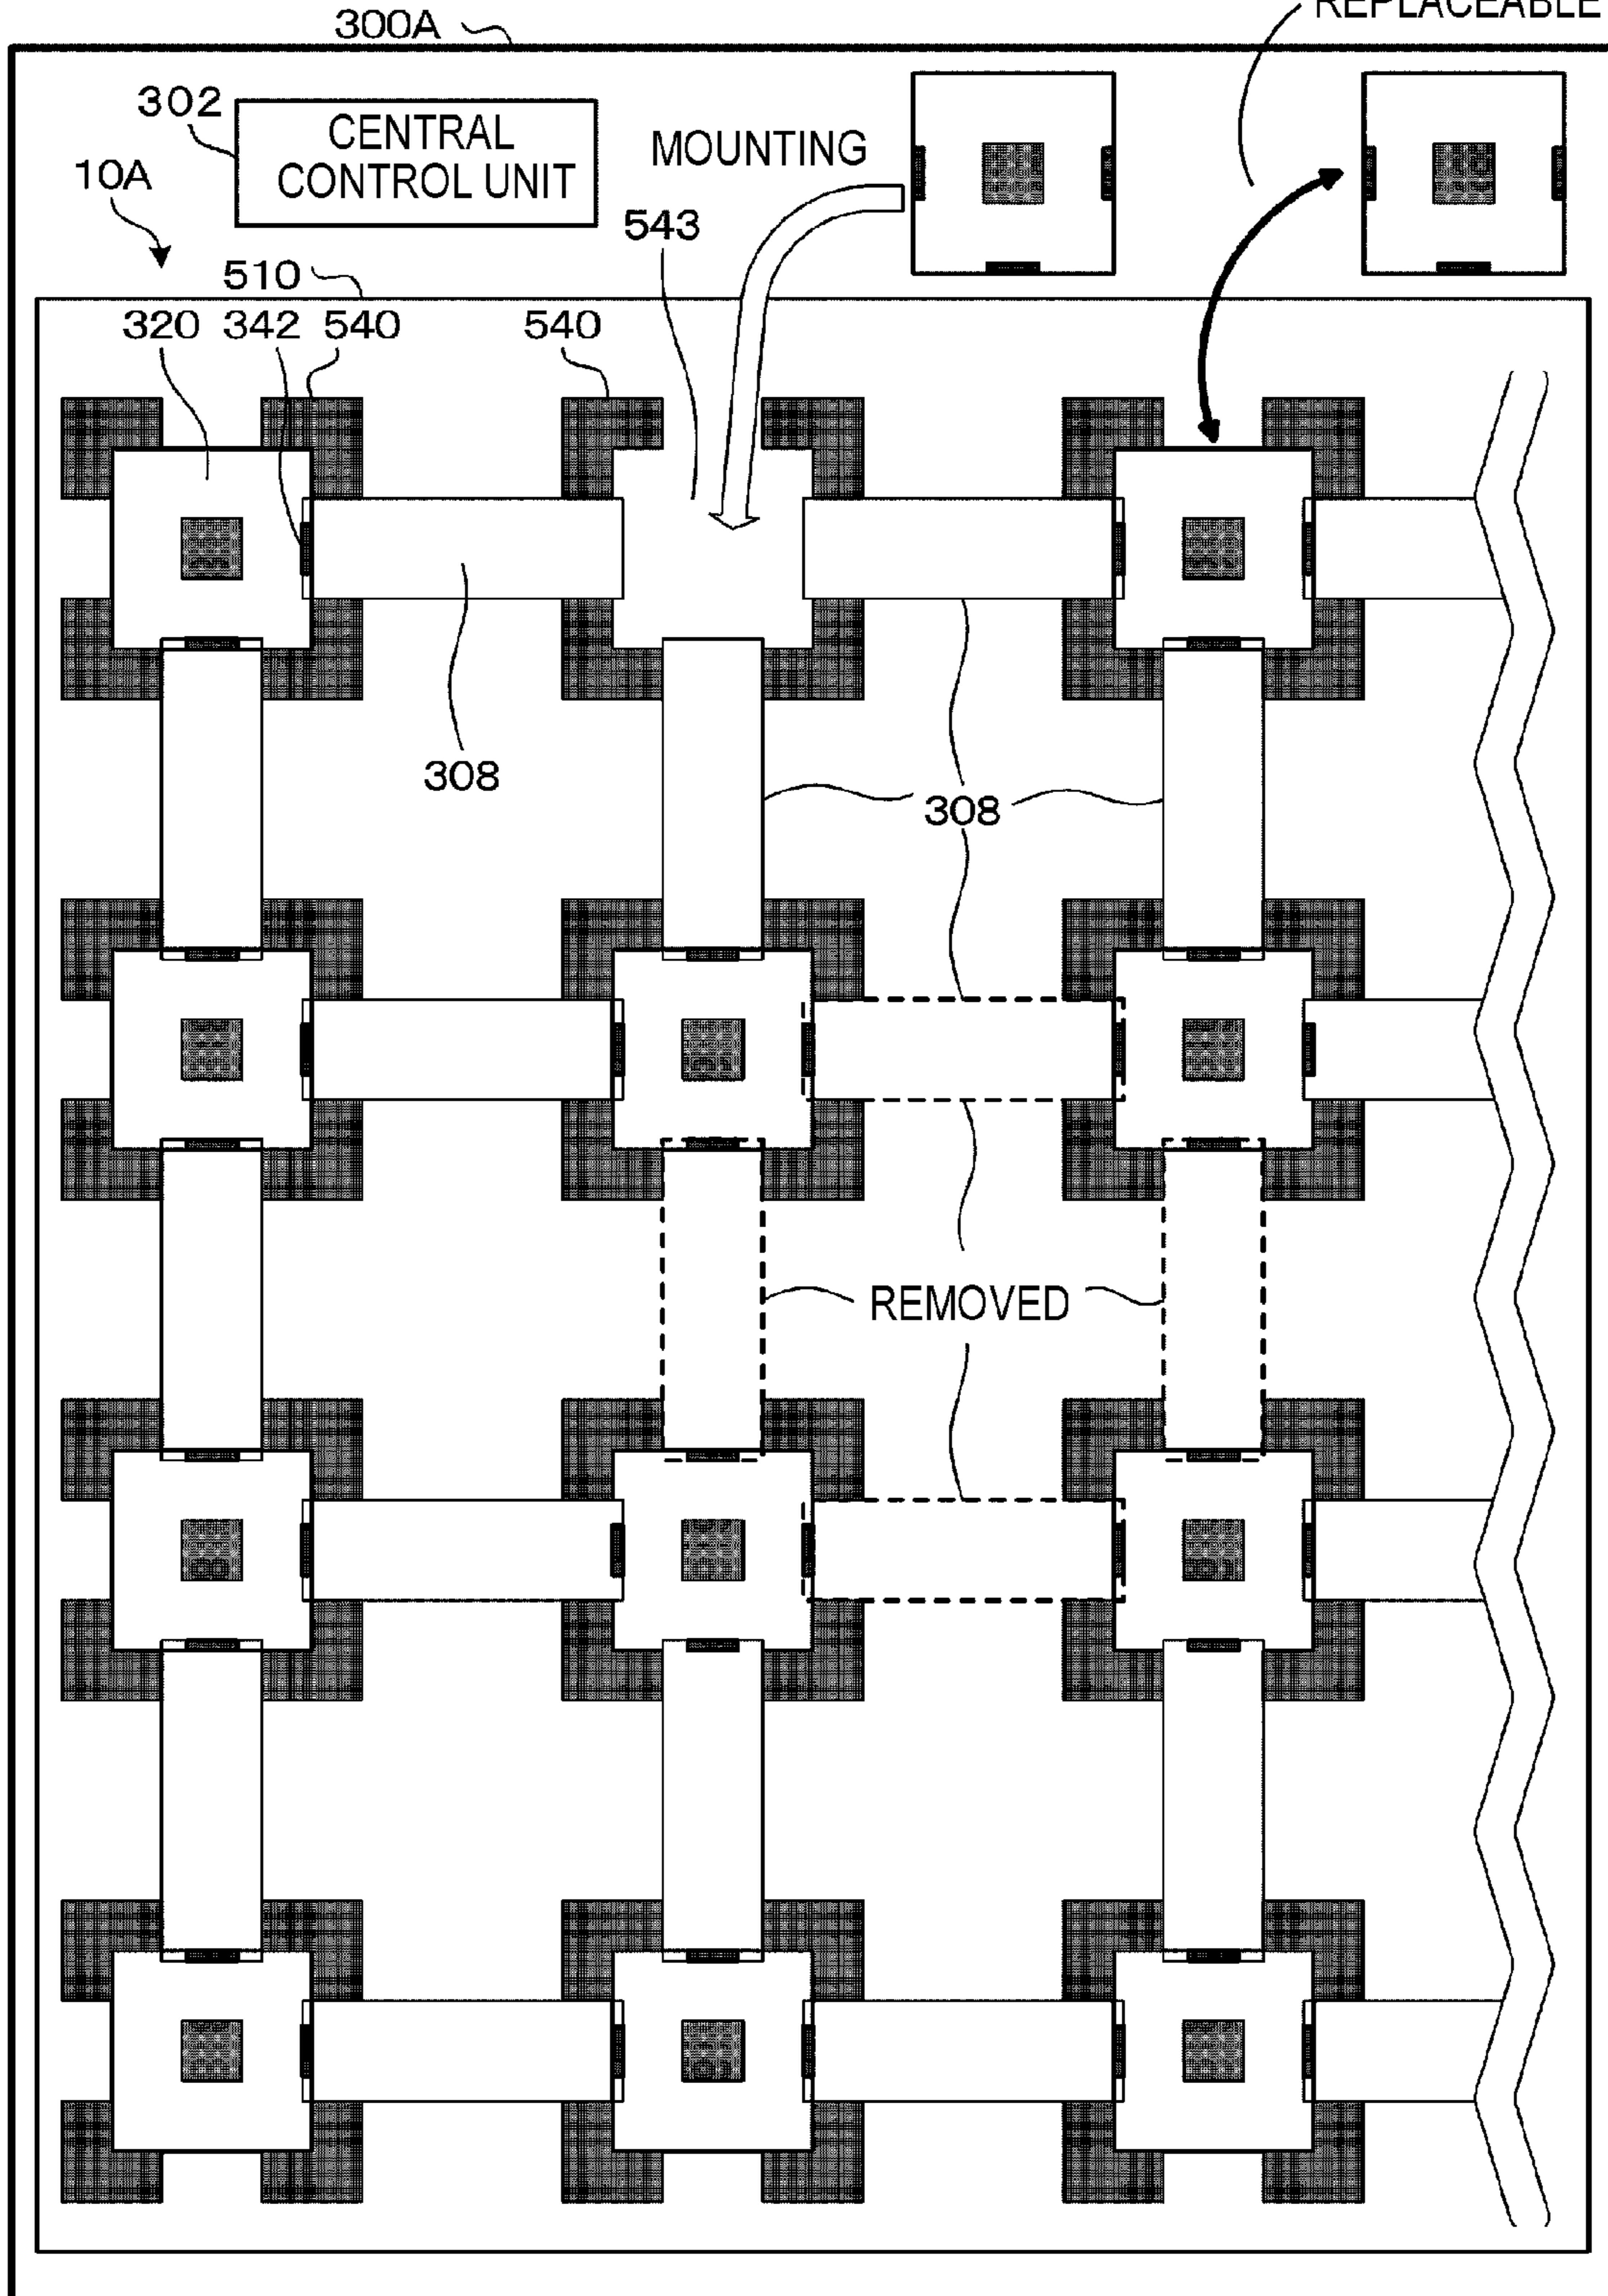 REPLACEABLE
300A
302
CENTRAL
CONTROL UNIT
MOUNTING
10A
543
510
320 342 540 540
308
308
REMOVED